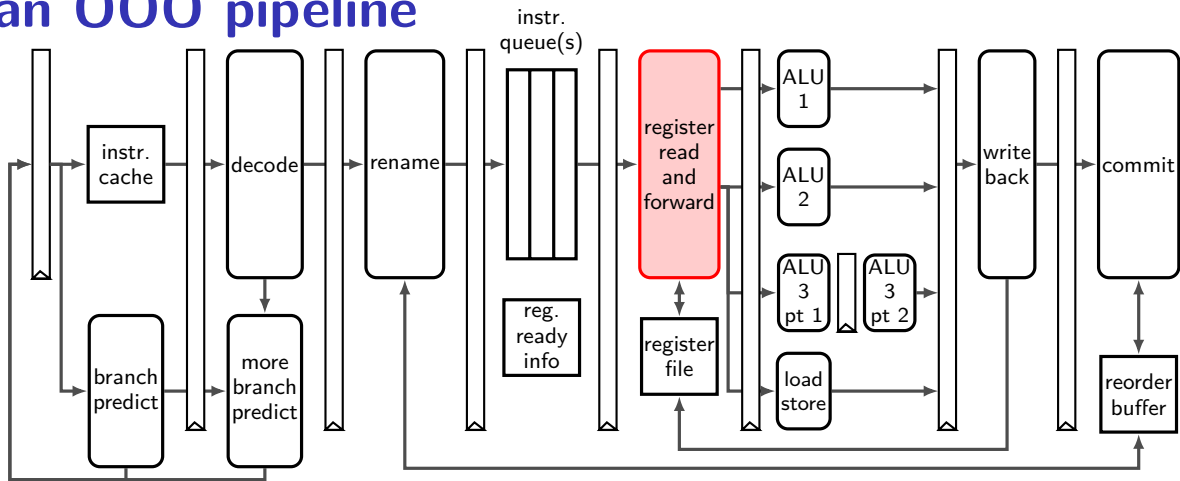 an OOO pipeline
instr.
queue(s)
instr.
cache
decode
rename
register
read
and
forward
ALU
1
ALU
2
ALU
3
pt 1
ALU
3
pt 2
load
store
write
back
commit
branch
predict
more
branch
predict
reg.
ready
info
register
file
reorder
buffer